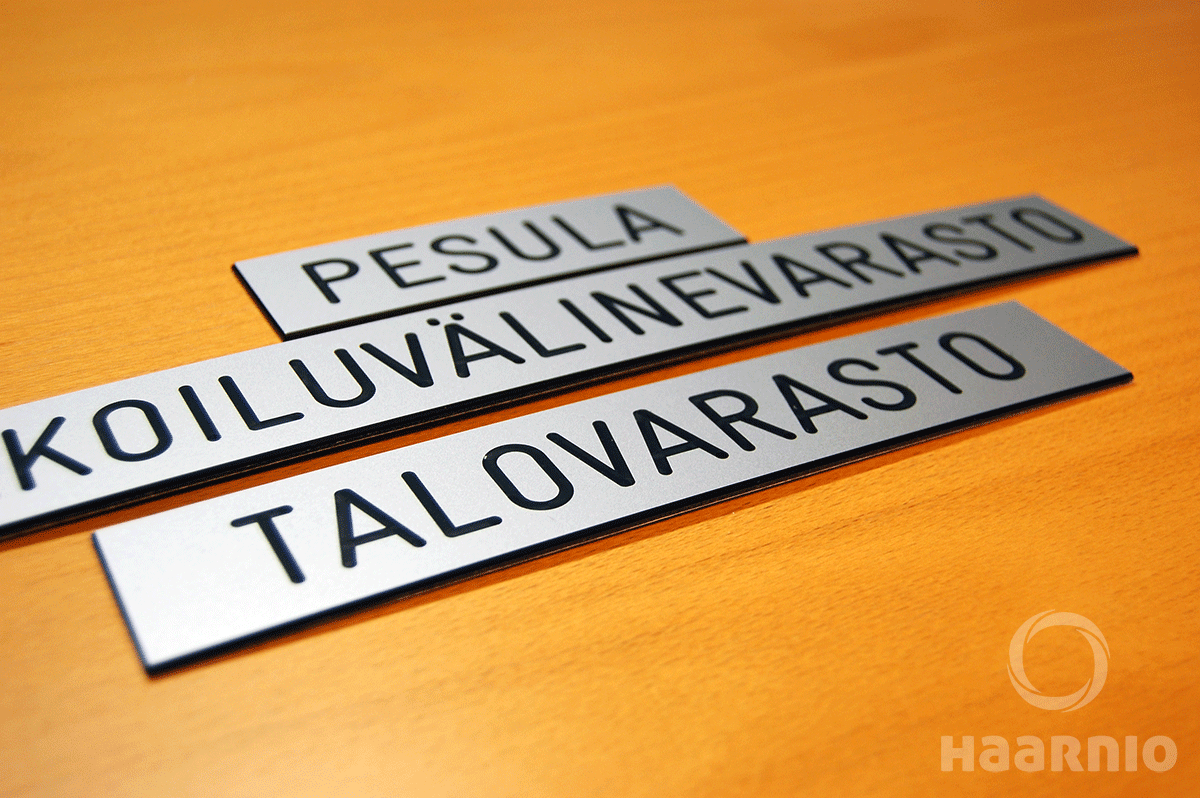 PESULA
KOILUVÄLINEVARASTO
TALOVARASTO
HAARNIO